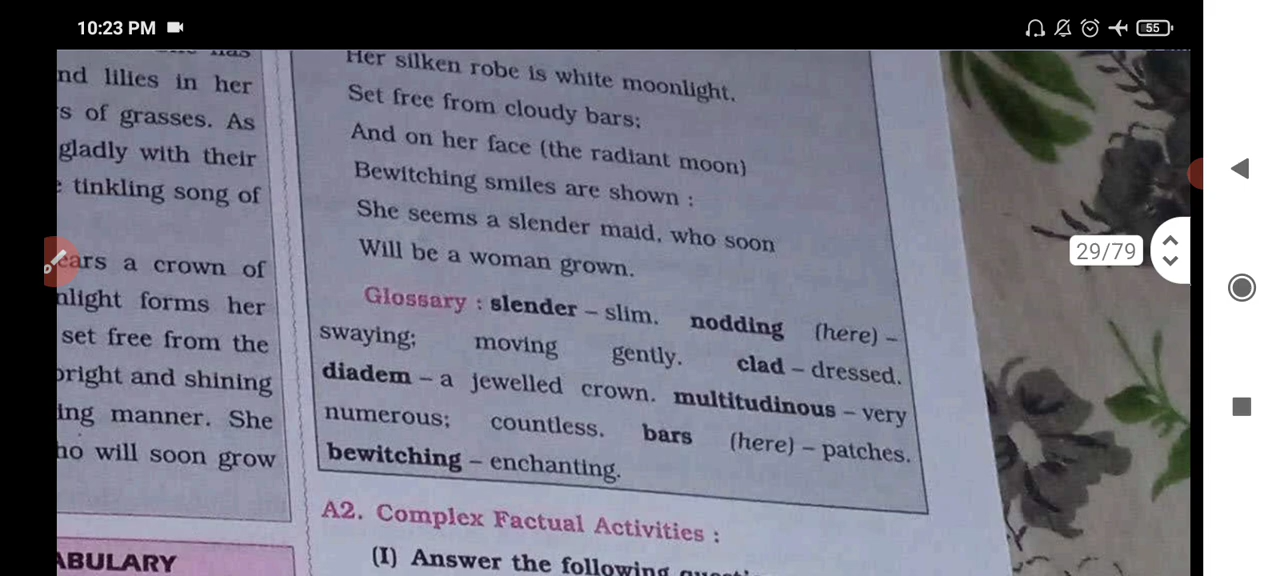 10:23 PM
55
nd lilies in her
s of grasses. As
gladly with their
tinkling song of
ears a crown of
nlight forms her
set free from the
bright and shining
ing manner. She
ho will soon grow
ABULARY
Her silken robe is white moonlight.
Set free from cloudy bars;
And on her face (the radiant moon)
Bewitching smiles are shown :
She seems a slender maid, who soon
Will be a woman grown.
Glossary : slender – slim. nodding (here) –
swaying; moving gently. clad – dressed.
diadem – a jewelled crown. multitudinous – very
numerous; countless. bars (here) – patches.
bewitching – enchanting.
A2. Complex Factual Activities :
(I) Answer the following
29/79